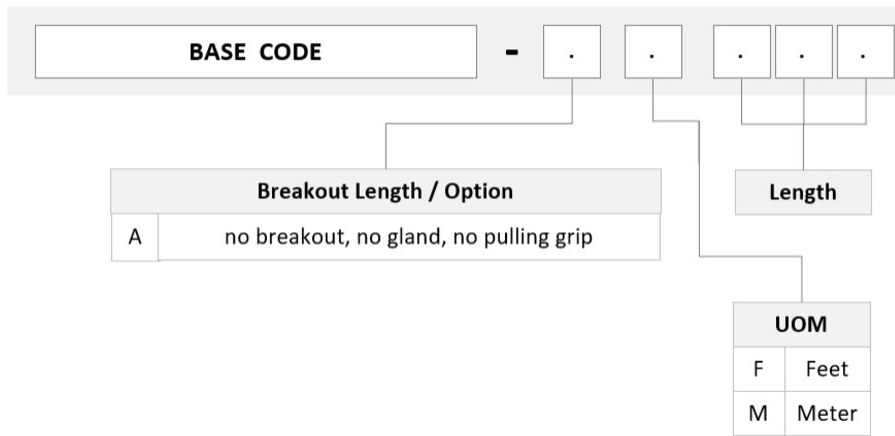 BASE CODE - . . . . .
Breakout Length / Option
A no breakout, no gland, no pulling grip
Length
UOM
F Feet
M Meter